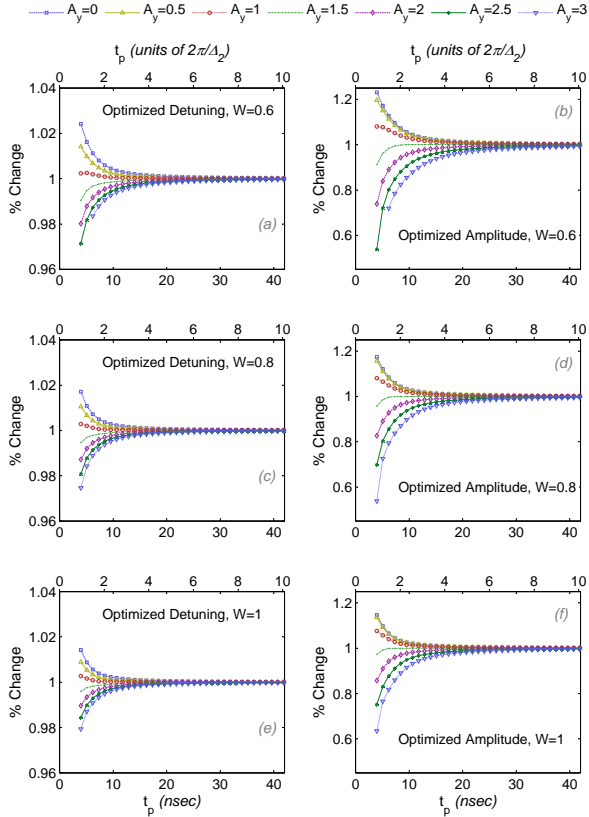 A_y=0 A_y=0.5 A_y=1 A_y=1.5 A_y=2 A_y=2.5 A_y=3
t_p (units of 2π/Δ_2) t_p (units of 2π/Δ_2)
0 2 4 6 8 10 0 2 4 6 8 10
1.04
1.02
1
0.98
0.96
% Change
Optimized Detuning, W=0.6
(a)
0 10 20 30 40
1.2
1
0.8
0.6
% Change
(b)
Optimized Amplitude, W=0.6
0 10 20 30 40
0 2 4 6 8 10 0 2 4 6 8 10
1.04
1.02
1
0.98
0.96
% Change
Optimized Detuning, W=0.8
(c)
0 10 20 30 40
1.2
1
0.8
0.6
% Change
(d)
Optimized Amplitude, W=0.8
0 10 20 30 40
0 2 4 6 8 10 0 2 4 6 8 10
1.04
1.02
1
0.98
0.96
% Change
Optimized Detuning, W=1
(e)
0 10 20 30 40
t_p (nsec)
1.2
1
0.8
0.6
% Change
(f)
Optimized Amplitude, W=1
0 10 20 30 40
t_p (nsec)